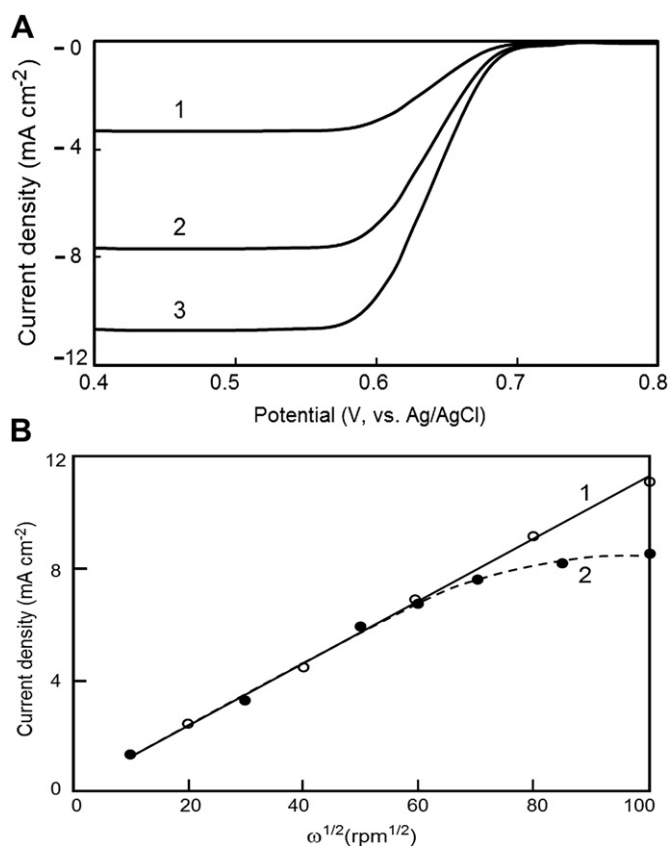 A
Current density (mA cm⁻²)
− 0
− 4
− 8
−12
1
2
3
0.4 0.5 0.6 0.7 0.8
Potential (V, vs. Ag/AgCl)
B
Current density (mA cm⁻²)
12
8
4
0
1
2
0 20 40 60 80 100
ω¹/²(rpm¹/²)